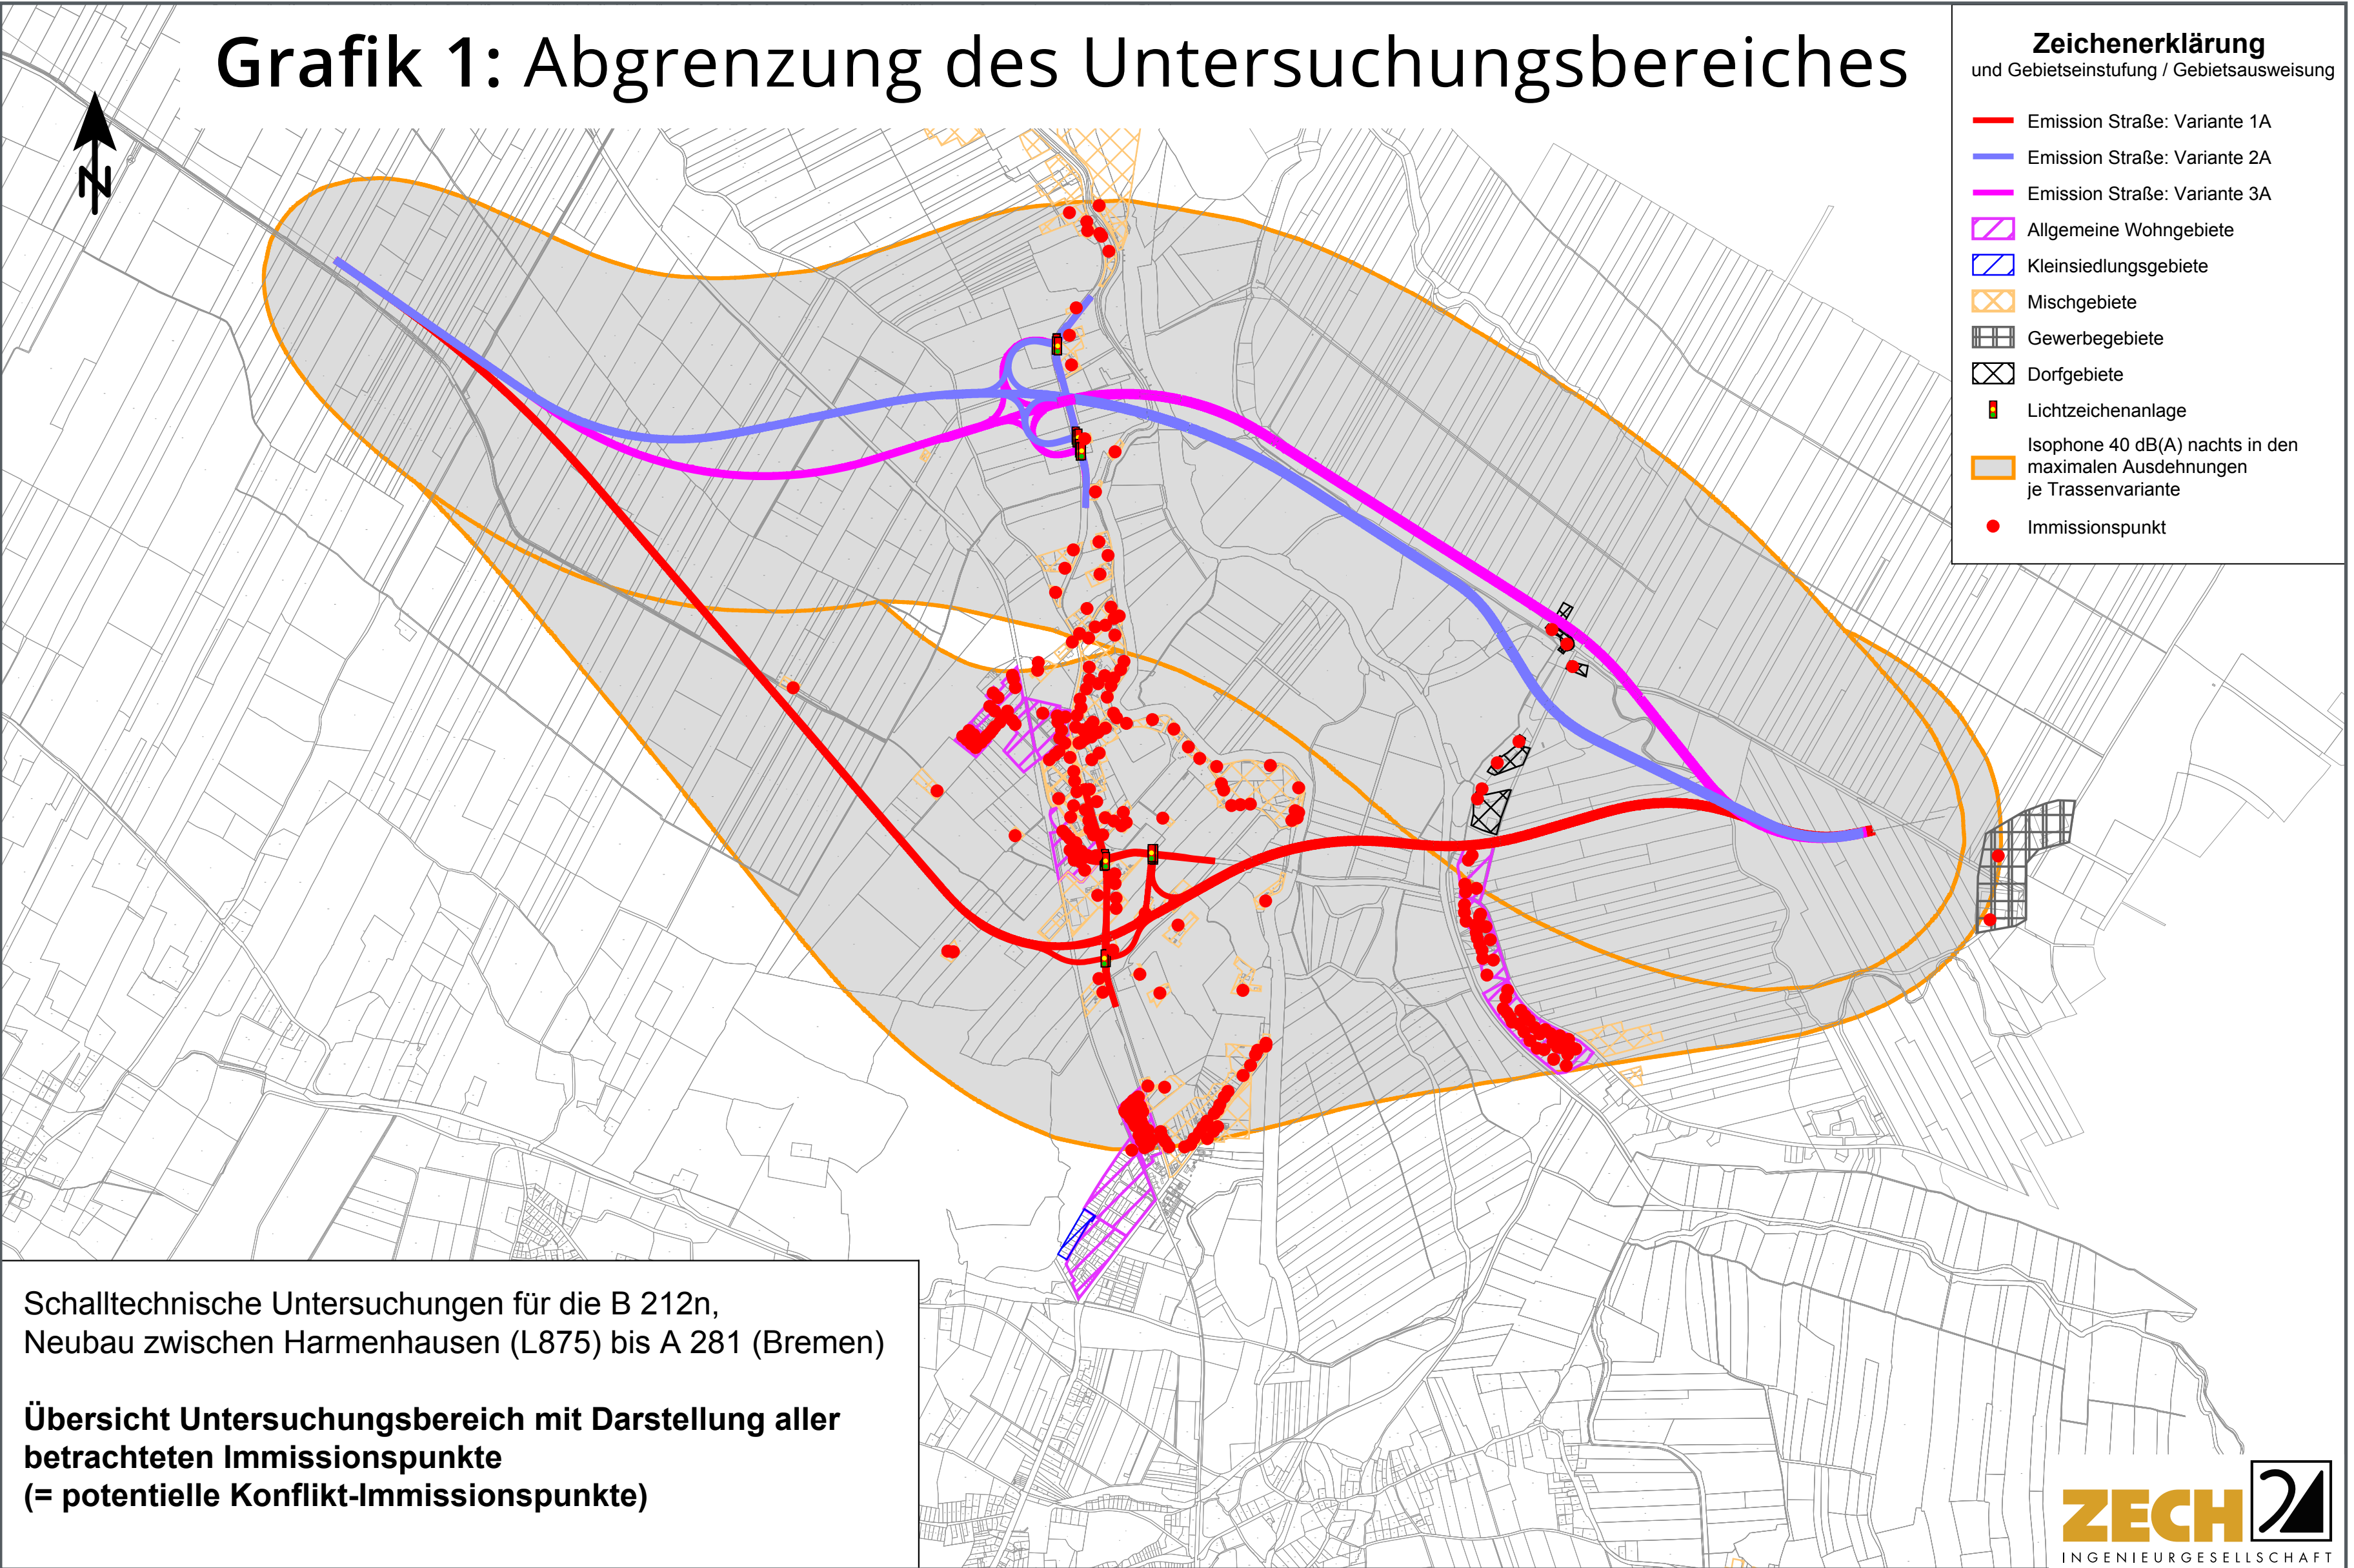 Grafik 1: Abgrenzung des Untersuchungsbereiches
N
Zeichenerklärung
und Gebietseinstufung / Gebietsausweisung
Emission Straße: Variante 1A
Emission Straße: Variante 2A
Emission Straße: Variante 3A
Allgemeine Wohngebiete
Kleinsiedlungsgebiete
Mischgebiete
Gewerbegebiete
Dorfgebiete
Lichtzeichenanlage
Isophone 40 dB(A) nachts in den
maximalen Ausdehnungen
je Trassenvariante
Immissionspunkt
Schalltechnische Untersuchungen für die B 212n,
Neubau zwischen Harmenhausen (L875) bis A 281 (Bremen)
Übersicht Untersuchungsbereich mit Darstellung aller
betrachteten Immissionspunkte
(= potentielle Konflikt-Immissionspunkte)
ZECH
INGENIEURGESELLSCHAFT